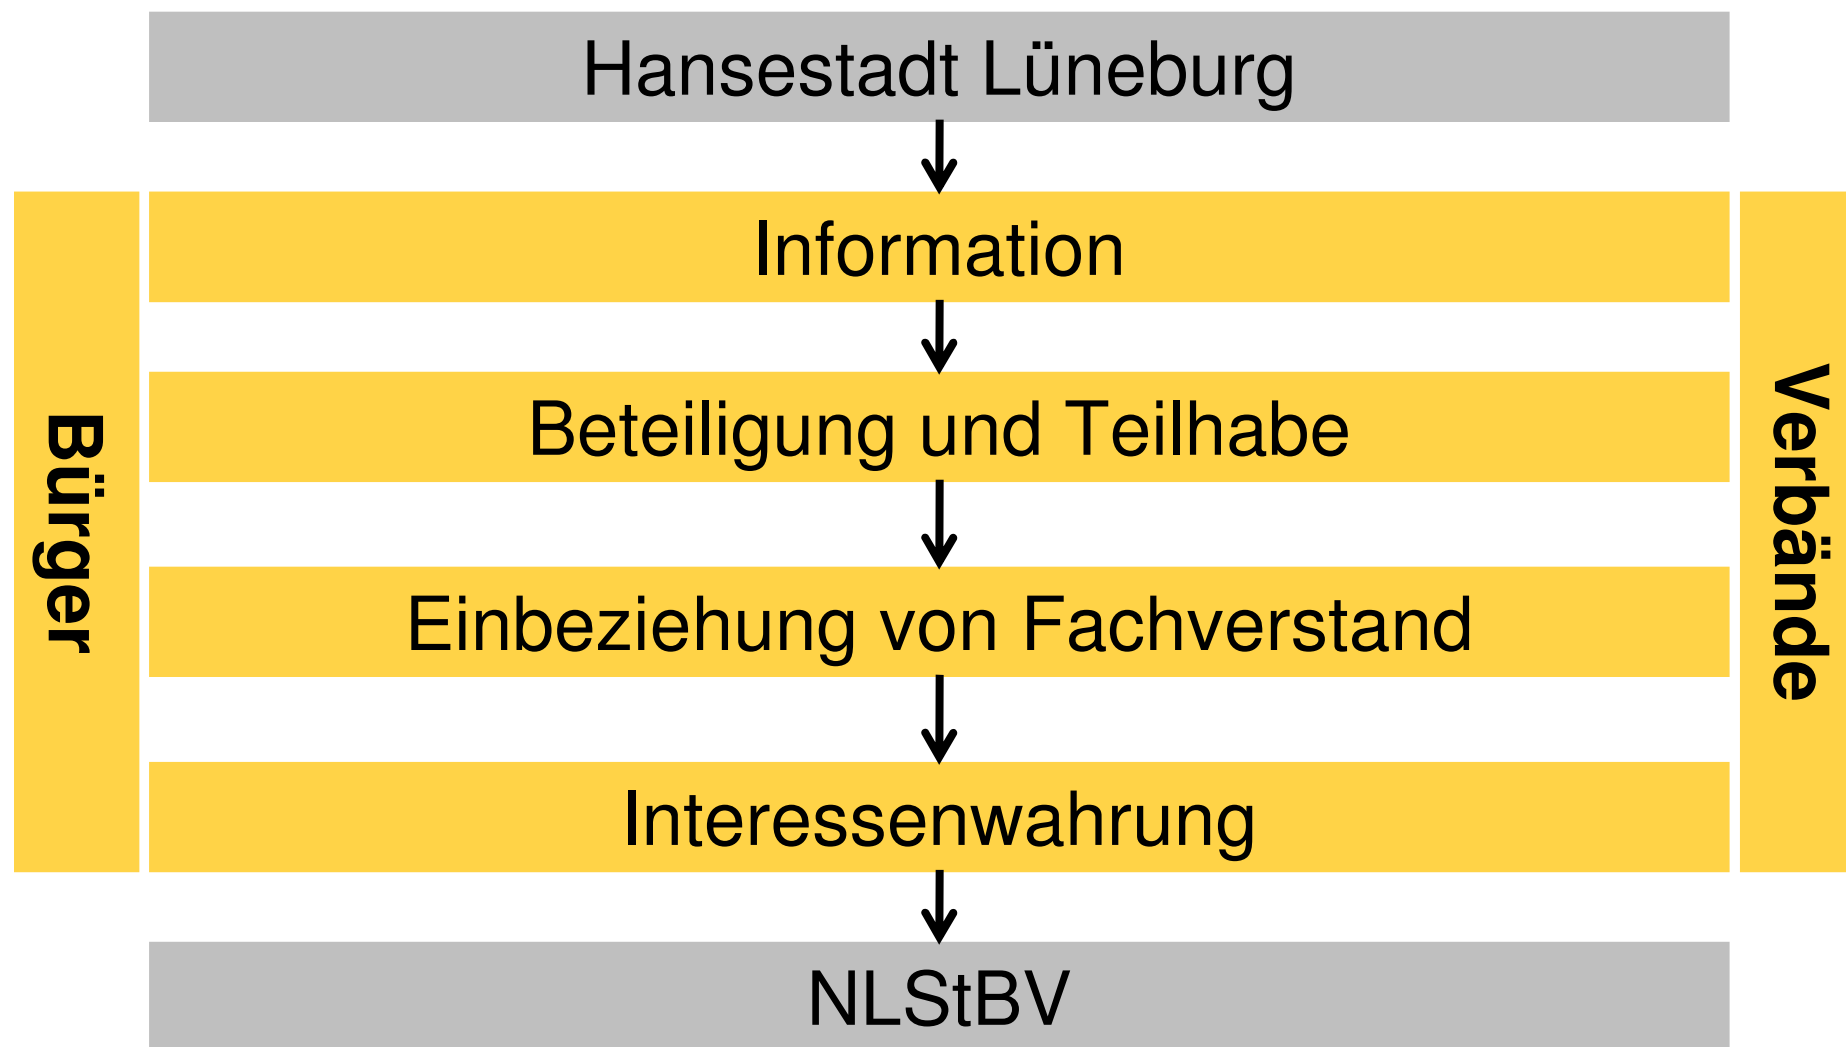 Hansestadt Lüneburg
Bürger
Information
Beteiligung und Teilhabe
Einbeziehung von Fachverstand
Interessenwahrung
Verbände
NLStBV